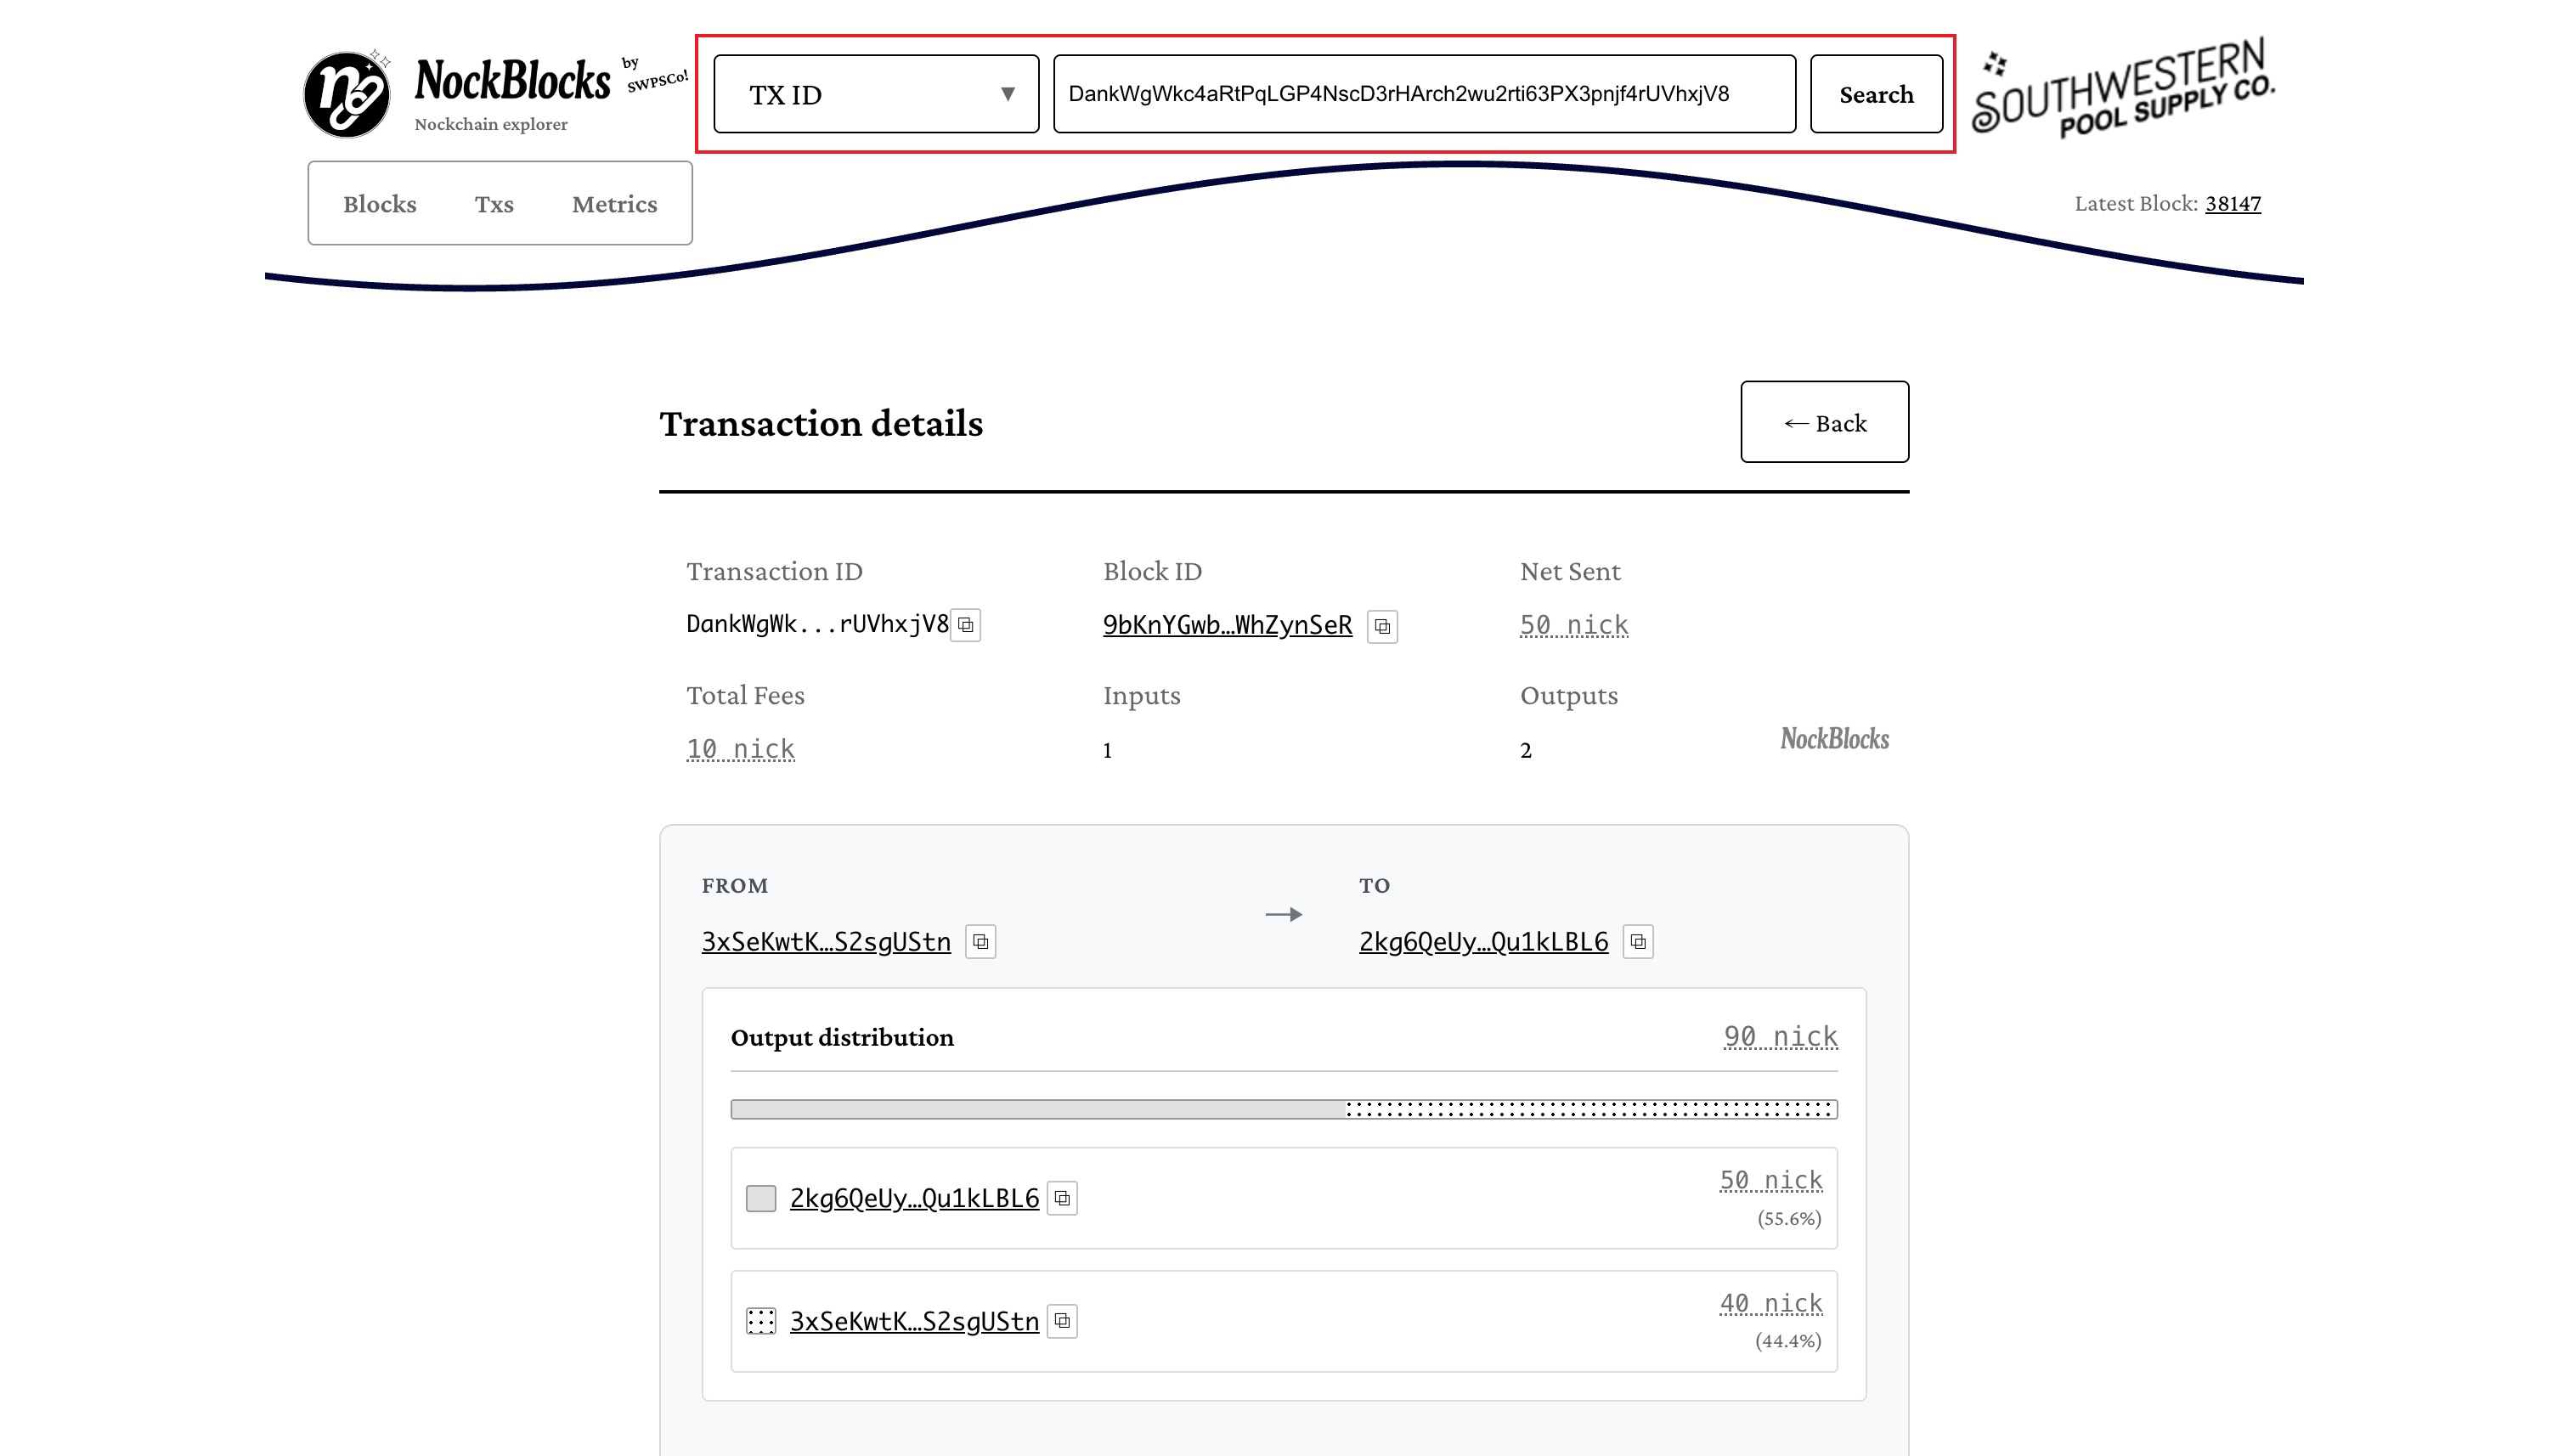 NockBlocks
by
SWPSCo!
Nockchain explorer
TX ID
DankWgWkc4aRtPqLGP4NscD3rHArch2wu2rti63PX3pnjf4rUVhxjV8
Search
SOUTHWESTERN
POOL SUPPLY CO.
Blocks
Txs
Metrics
Latest Block: 38147
Transaction details
← Back
Transaction ID
DankWgWk...rUVhxjV8
Block ID
9bKnYGwb…WhZynSeR
Net Sent
50 nick
Total Fees
10 nick
Inputs
1
Outputs
2
NockBlocks
FROM
3xSeKwtK…S2sgUStn
→
TO
2kg6QeUy…Qu1kLBL6
Output distribution
90 nick
2kg6QeUy…Qu1kLBL6
50 nick
(55.6%)
3xSeKwtK…S2sgUStn
40 nick
(44.4%)